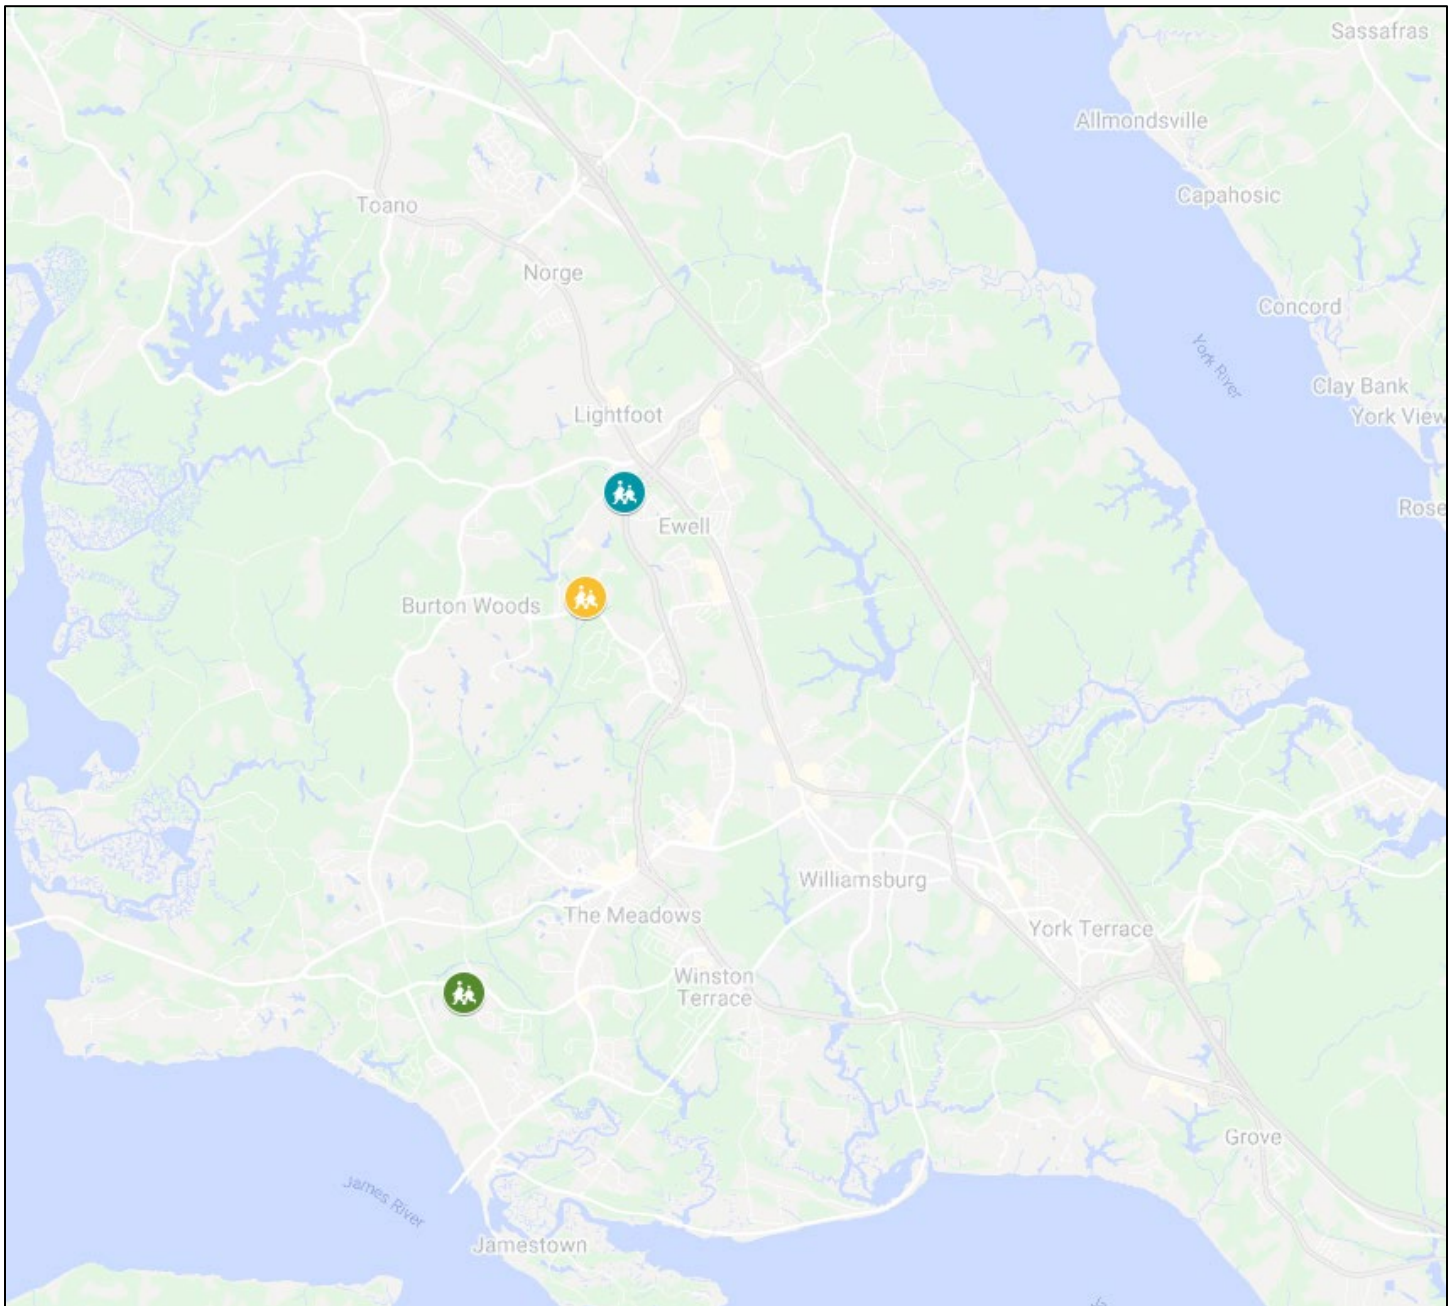 Sassafras
Allmondsville
Capahosic
Toano
Norge
Concord
York River
Clay Bank
York View
Lightfoot
Rose
Ewell
Burton Woods
Williamsburg
The Meadows
York Terrace
Winston
Terrace
Grove
James River
Jamestown